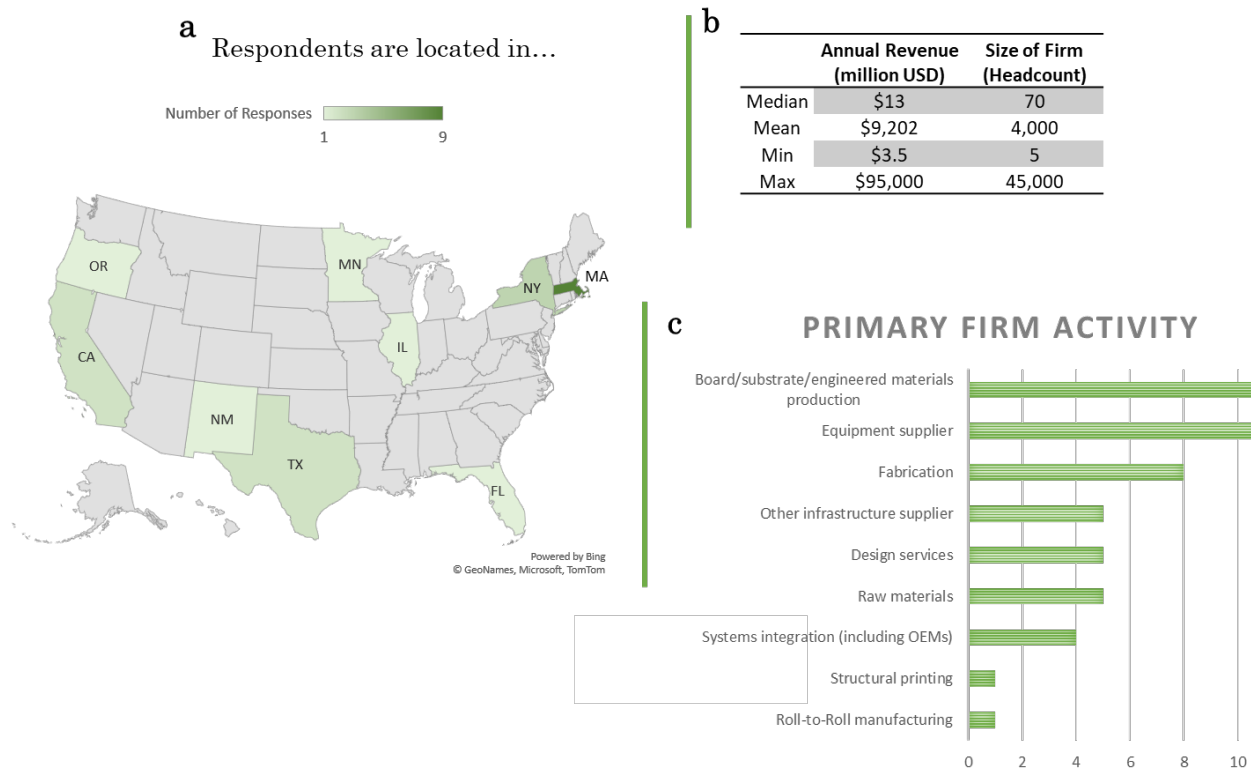 a
Respondents are located in...
Number of Responses
1 9
OR
MN
NY
MA
CA
IL
NM
TX
FL
Powered by Bing
© GeoNames, Microsoft, TomTom
b
Annual Revenue Size of Firm
(million USD) (Headcount)
Median $13 70
Mean $9,202 4,000
Min $3.5 5
Max $95,000 45,000
c
PRIMARY FIRM ACTIVITY
Board/substrate/engineered materials
production
Equipment supplier
Fabrication
Other infrastructure supplier
Design services
Raw materials
Systems integration (including OEMs)
Structural printing
Roll-to-Roll manufacturing
0 2 4 6 8 10